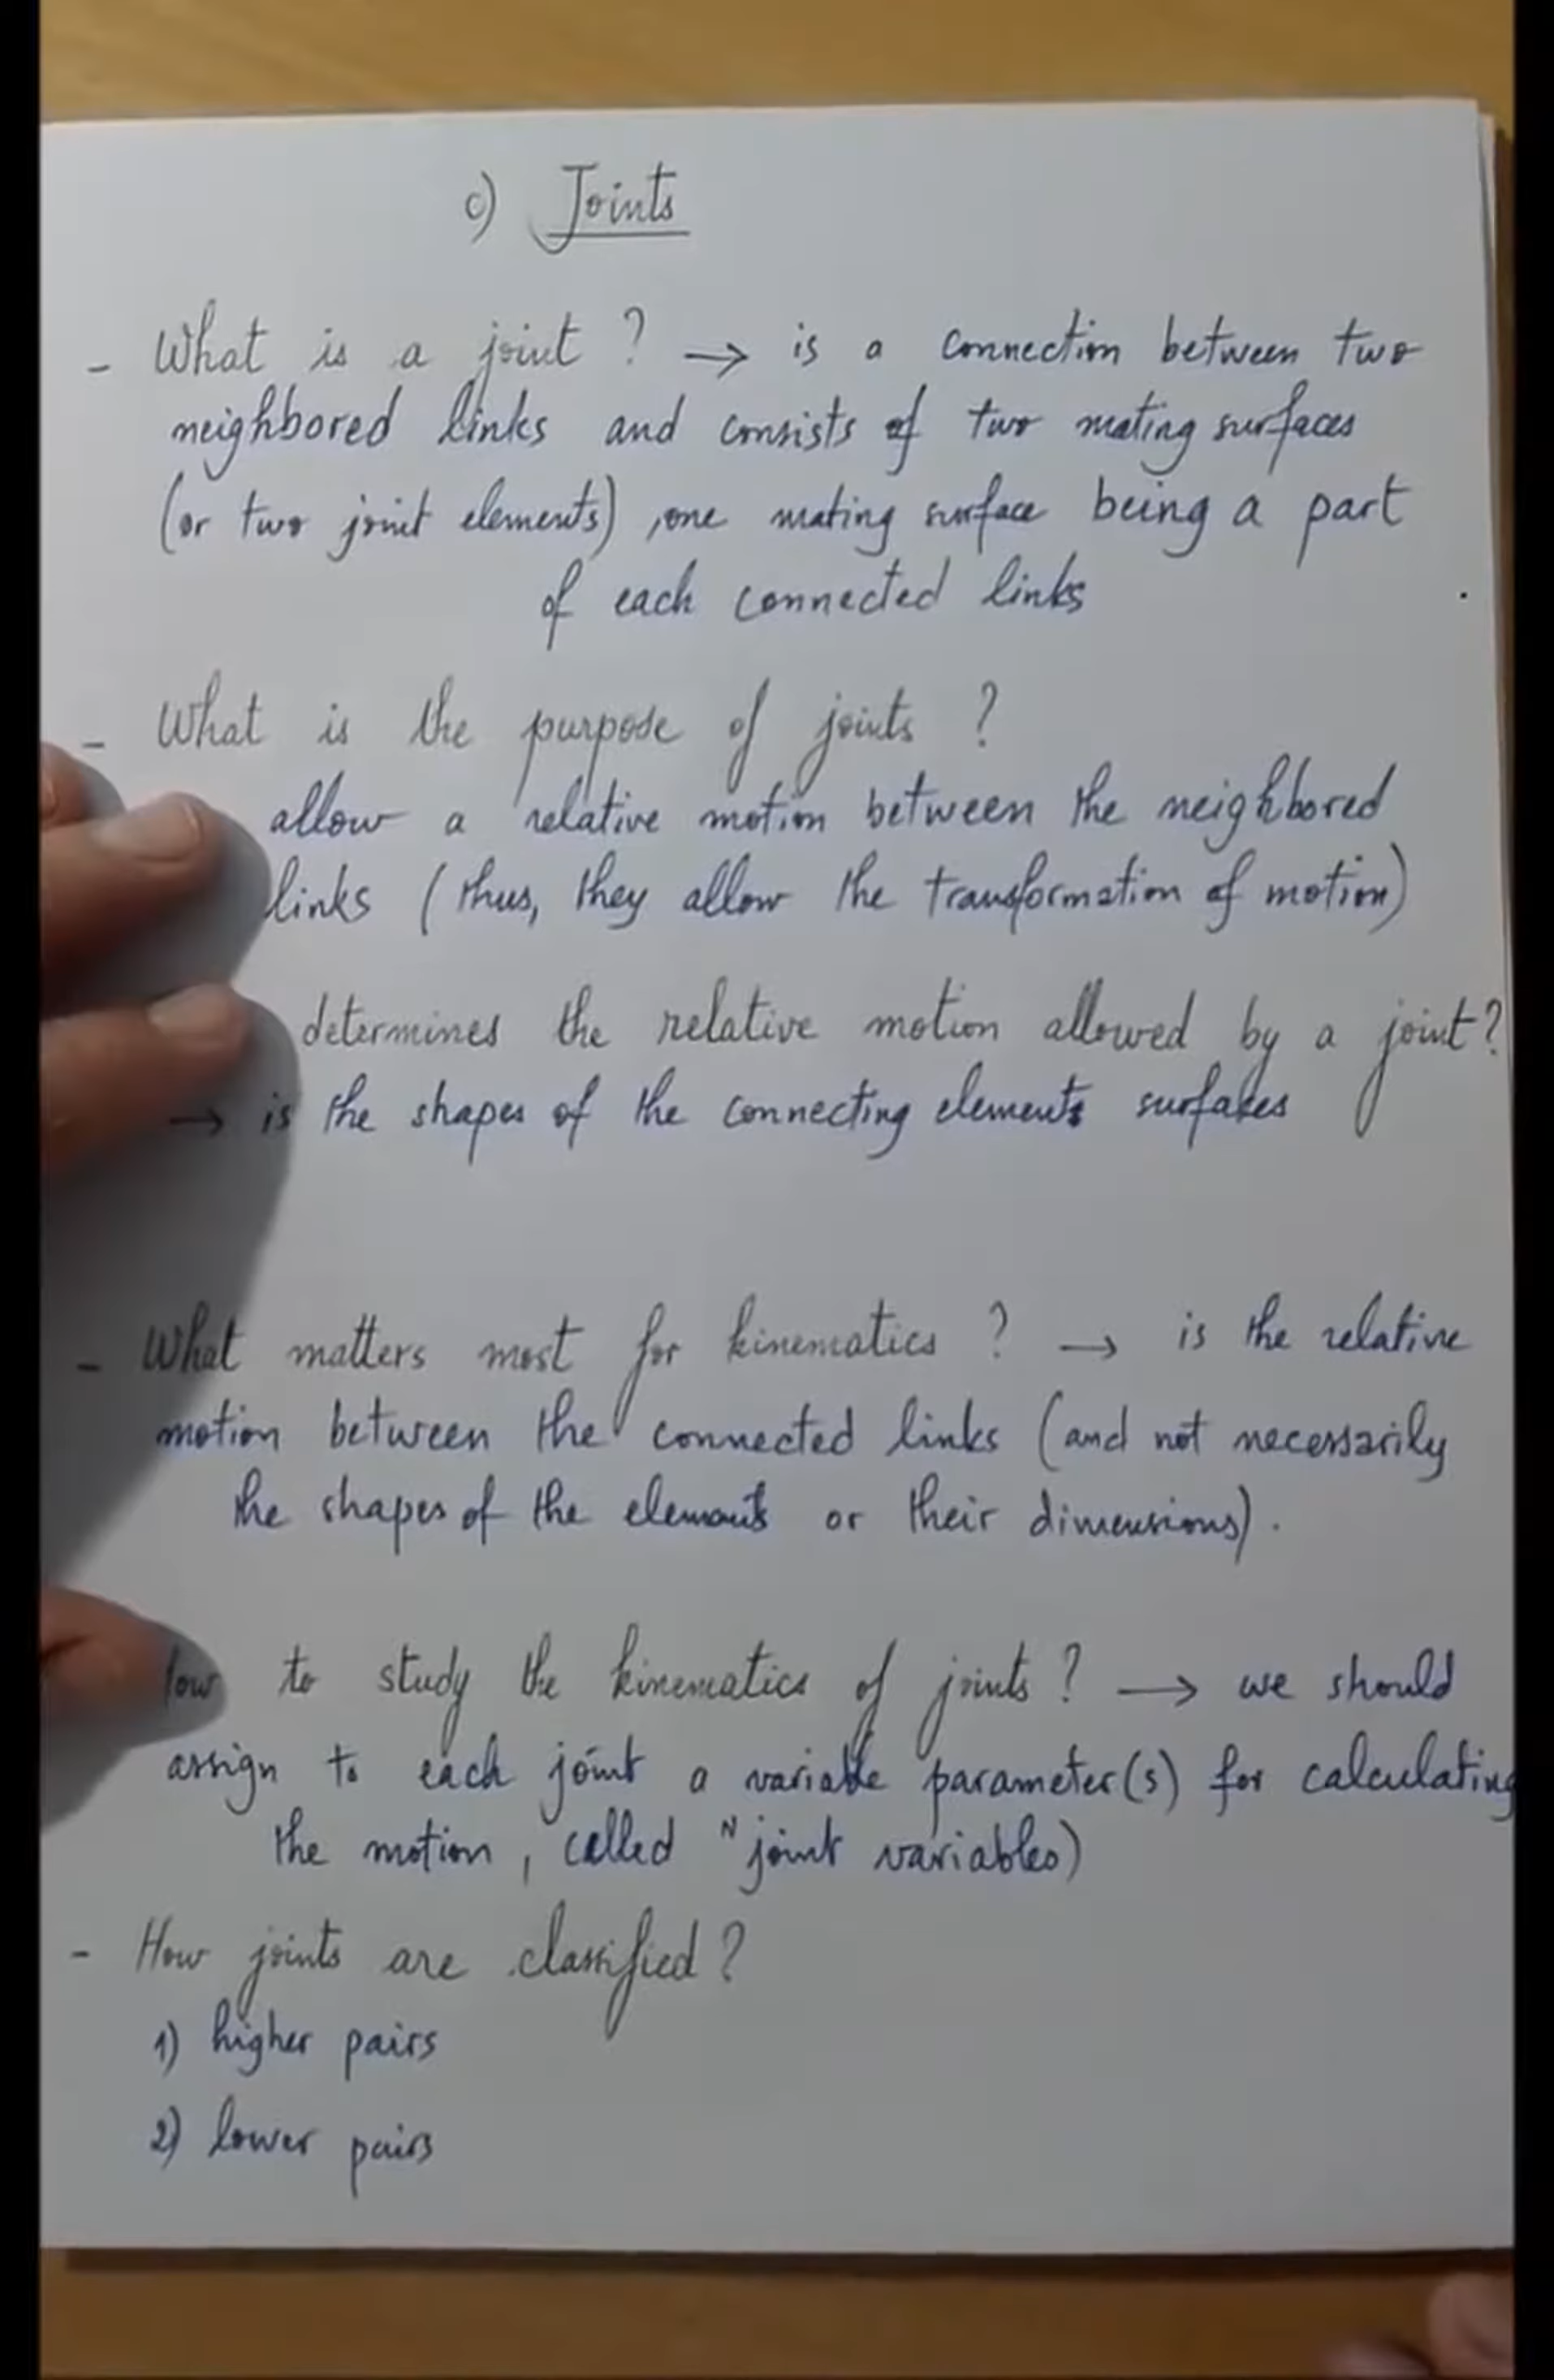 c) Joints
- What is a joint ? → is a connection between two
neighbored links and consists of two mating surfaces
(or two joint elements) , one mating surface being a part
of each connected links
- What is the purpose of joints ?
allow a relative motion between the neighbored
links ( thus, they allow the transformation of motion)
determines the relative motion allowed by a joint?
→ is the shapes of the connecting elements surfaces
- What matters most for kinematics ? → is the relative
motion between the connected links (and not necessarily
the shapes of the elements or their dimensions) .
to study the kinematics of joints ? → we should
assign to each joint a variable parameter(s) for calculating
the motion , called " joint variables)
- How joints are classified ?
1) higher pairs
2) lower pairs